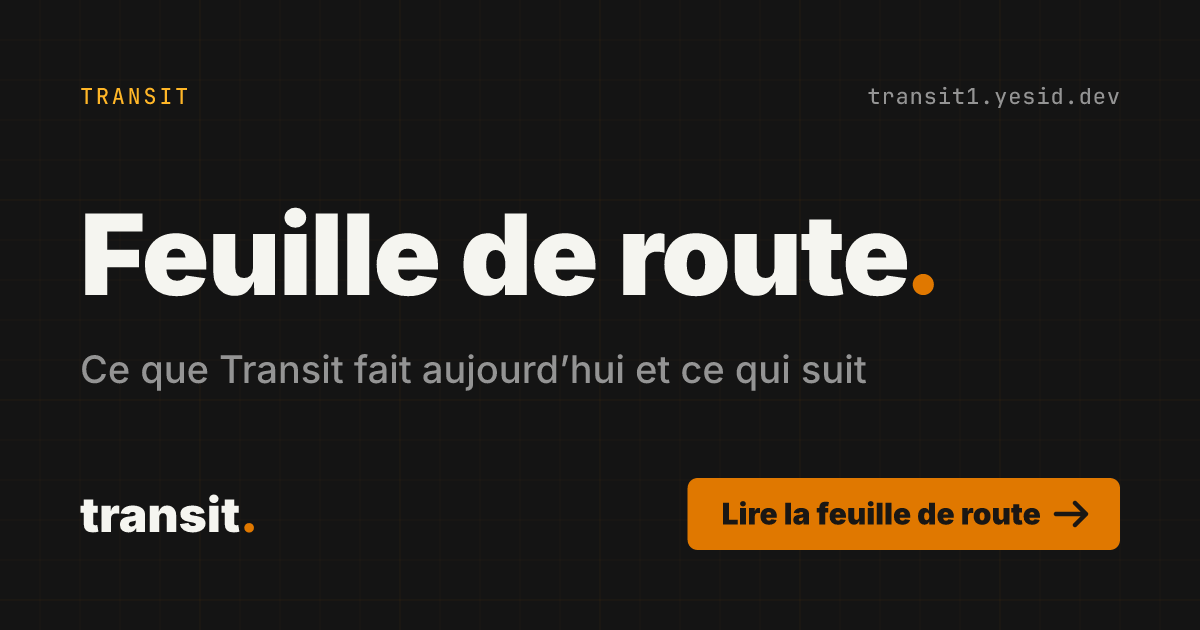 TRANSIT
transit1.yesid.dev
Feuille de route.
Ce que Transit fait aujourd’hui et ce qui suit
transit.
Lire la feuille de route →